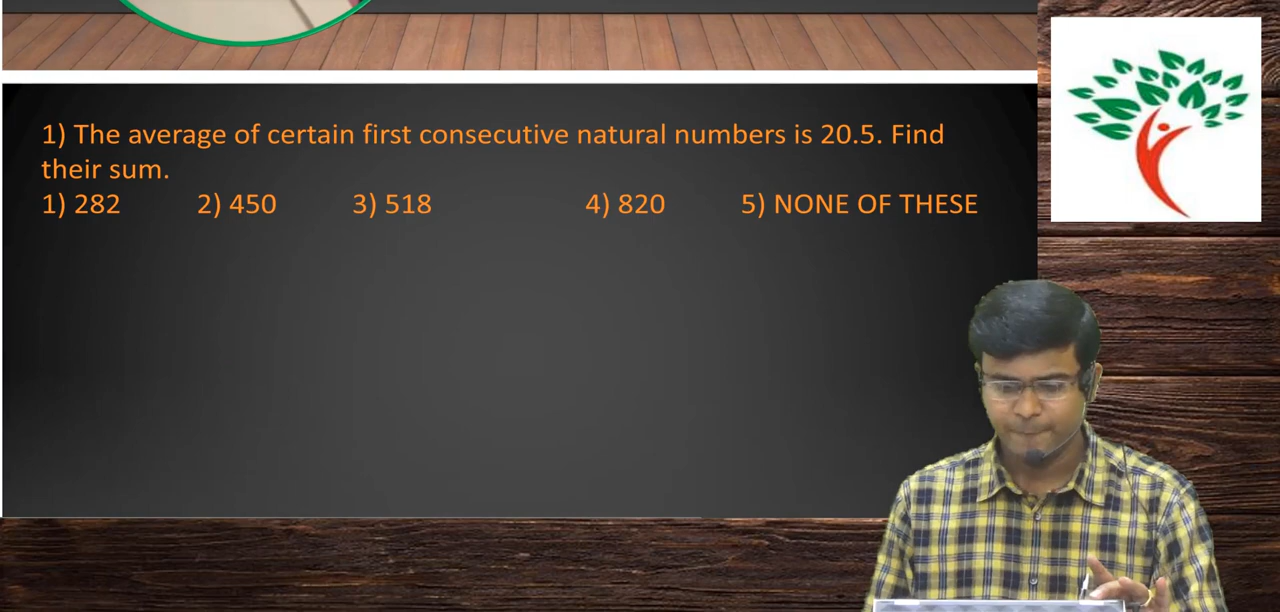 1) The average of certain first consecutive natural numbers is 20.5. Find
their sum.
1) 282 2) 450 3) 518 4) 820 5) NONE OF THESE